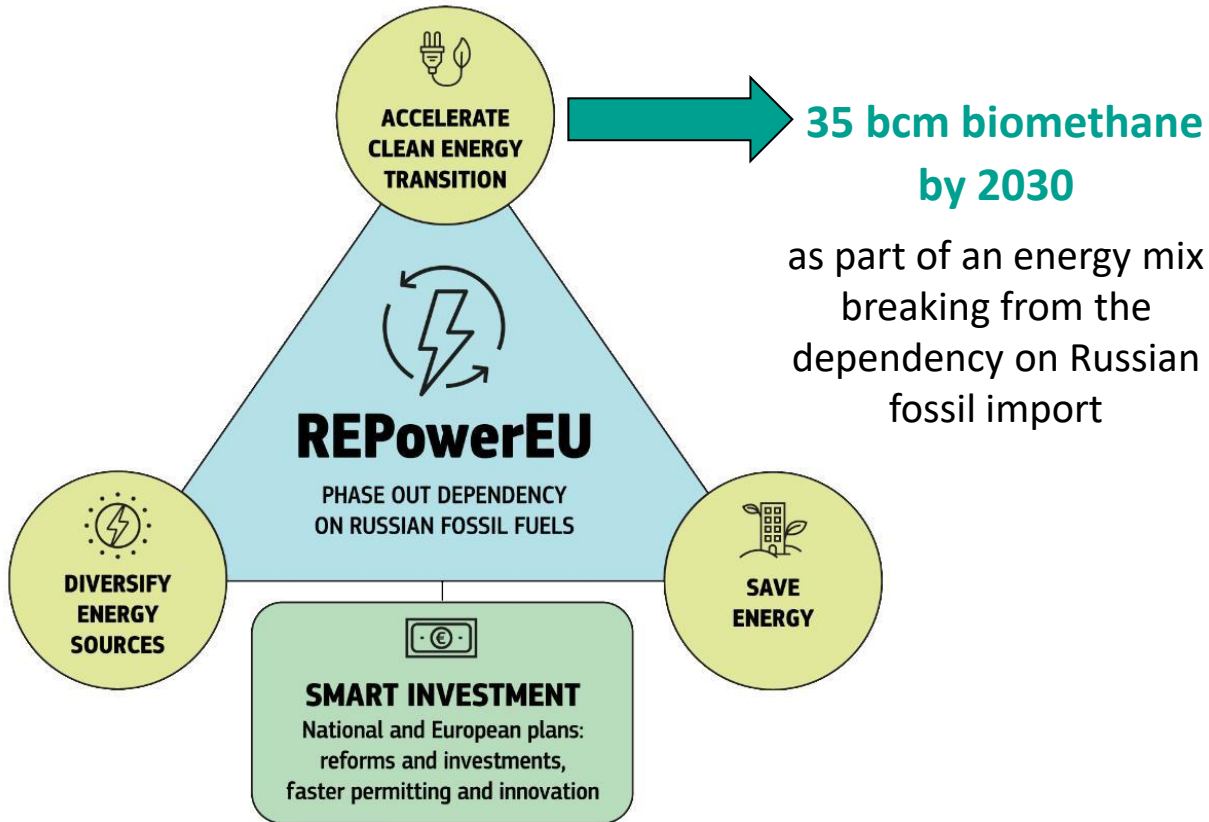 ACCELERATE
CLEAN ENERGY
TRANSITION
35 bcm biomethane
by 2030
as part of an energy mix
breaking from the
dependency on Russian
fossil import
REPowerEU
PHASE OUT DEPENDENCY
ON RUSSIAN FOSSIL FUELS
DIVERSIFY
ENERGY
SOURCES
SAVE
ENERGY
€
SMART INVESTMENT
National and European plans:
reforms and investments,
faster permitting and innovation